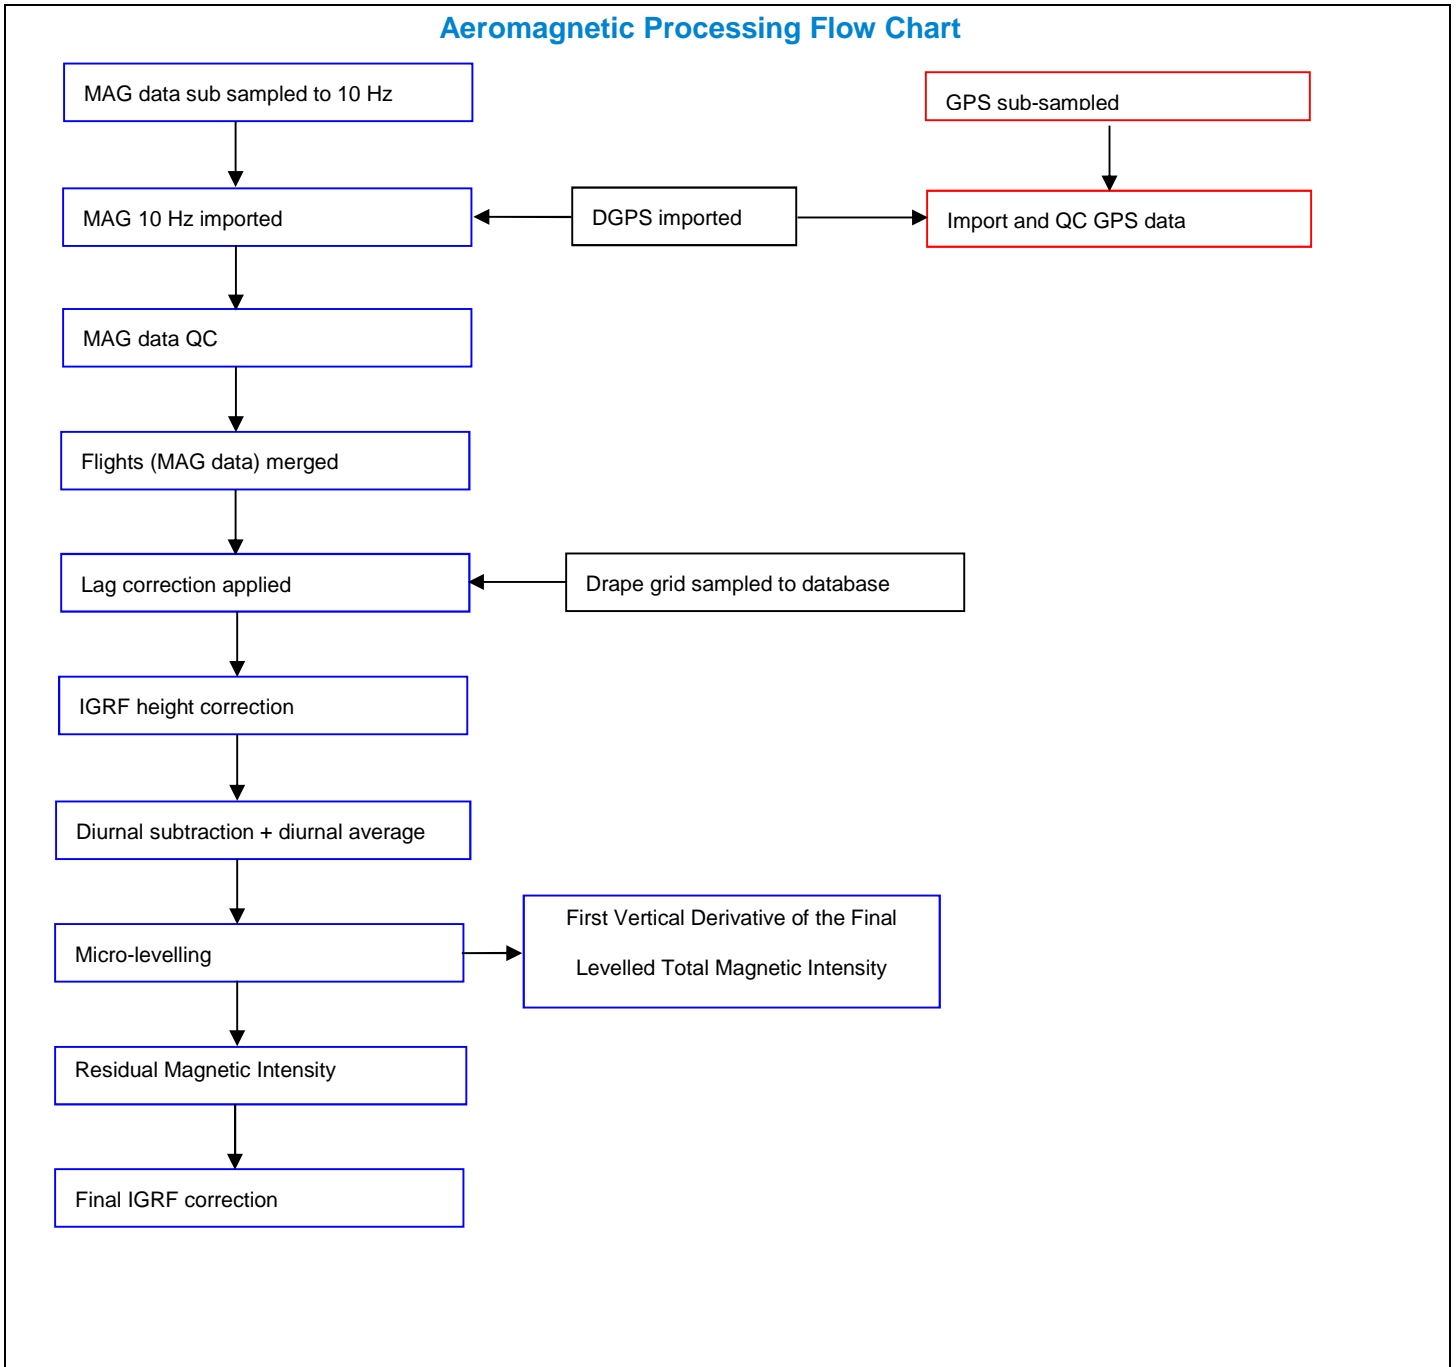 Aeromagnetic Processing Flow Chart
MAG data sub sampled to 10 Hz
GPS sub-sampled
MAG 10 Hz imported
DGPS imported
Import and QC GPS data
MAG data QC
Flights (MAG data) merged
Lag correction applied
Drape grid sampled to database
IGRF height correction
Diurnal subtraction + diurnal average
First Vertical Derivative of the Final
Levelled Total Magnetic Intensity
Micro-levelling
Residual Magnetic Intensity
Final IGRF correction